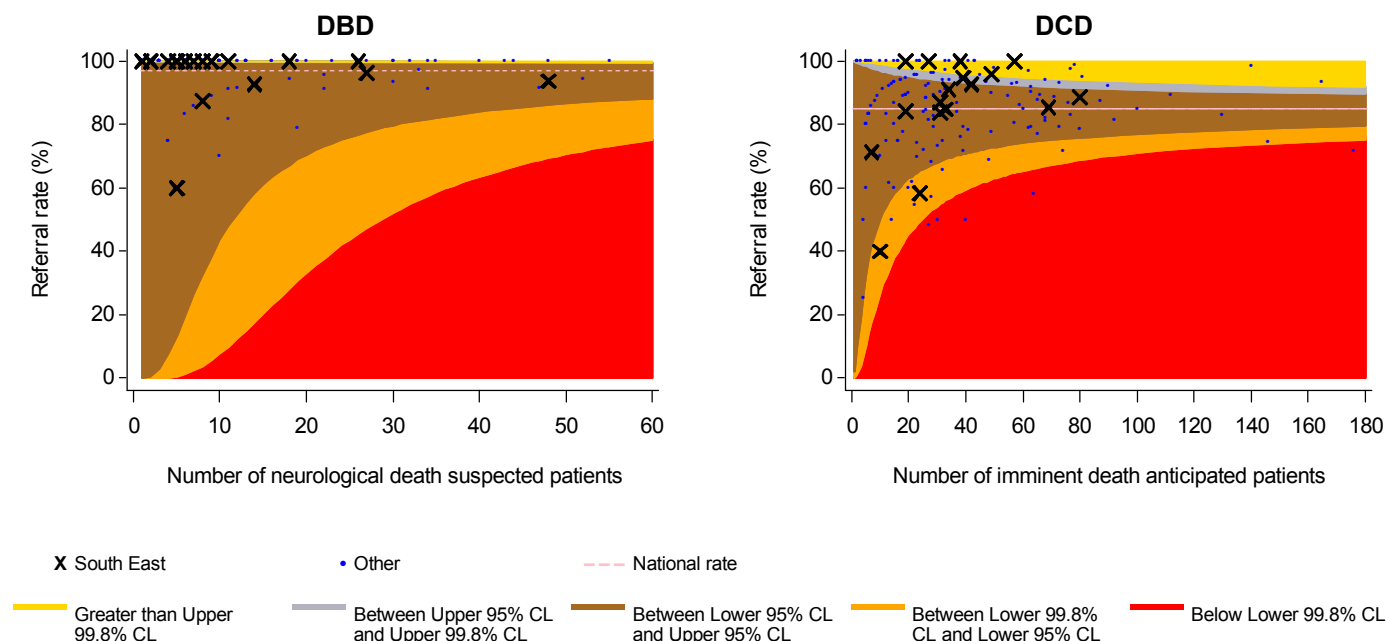 DBD
DCD
100
80
60
40
20
0
Referral rate (%)
0 10 20 30 40 50 60
Number of neurological death suspected patients
100
80
60
40
20
0
Referral rate (%)
0 20 40 60 80 100 120 140 160 180
Number of imminent death anticipated patients
X South East
Other
National rate
Greater than Upper
99.8% CL
Between Upper 95% CL
and Upper 99.8% CL
Between Lower 95% CL
and Upper 95% CL
Between Lower 99.8%
CL and Lower 95% CL
Below Lower 99.8% CL